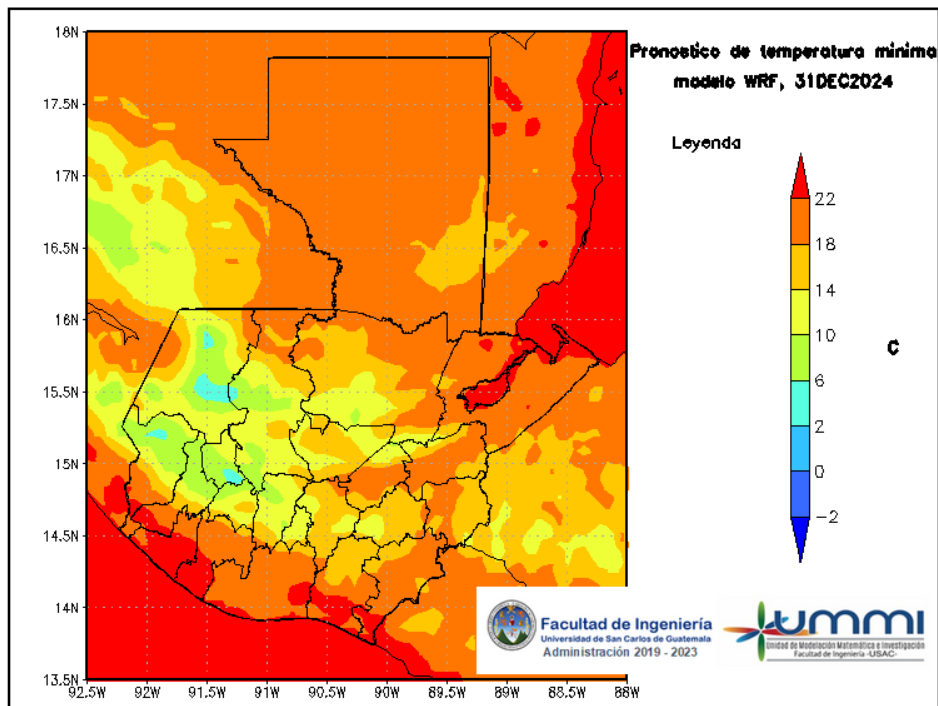 Pronostico de temperatura minima
modelo WRF, 31DEC2024
Leyenda
22
18
14
10
6
2
0
−2
C
18N
17.5N
17N
16.5N
16N
15.5N
15N
14.5N
14N
13.5N
92.5W
92W
91.5W
91W
90.5W
90W
89.5W
89W
88.5W
88W
Facultad de Ingeniería
Universidad de San Carlos de Guatemala
Administración 2019 - 2023
UMMI
Unidad de Modelación Matemática e Investigación
Facultad de Ingeniería -USAC-